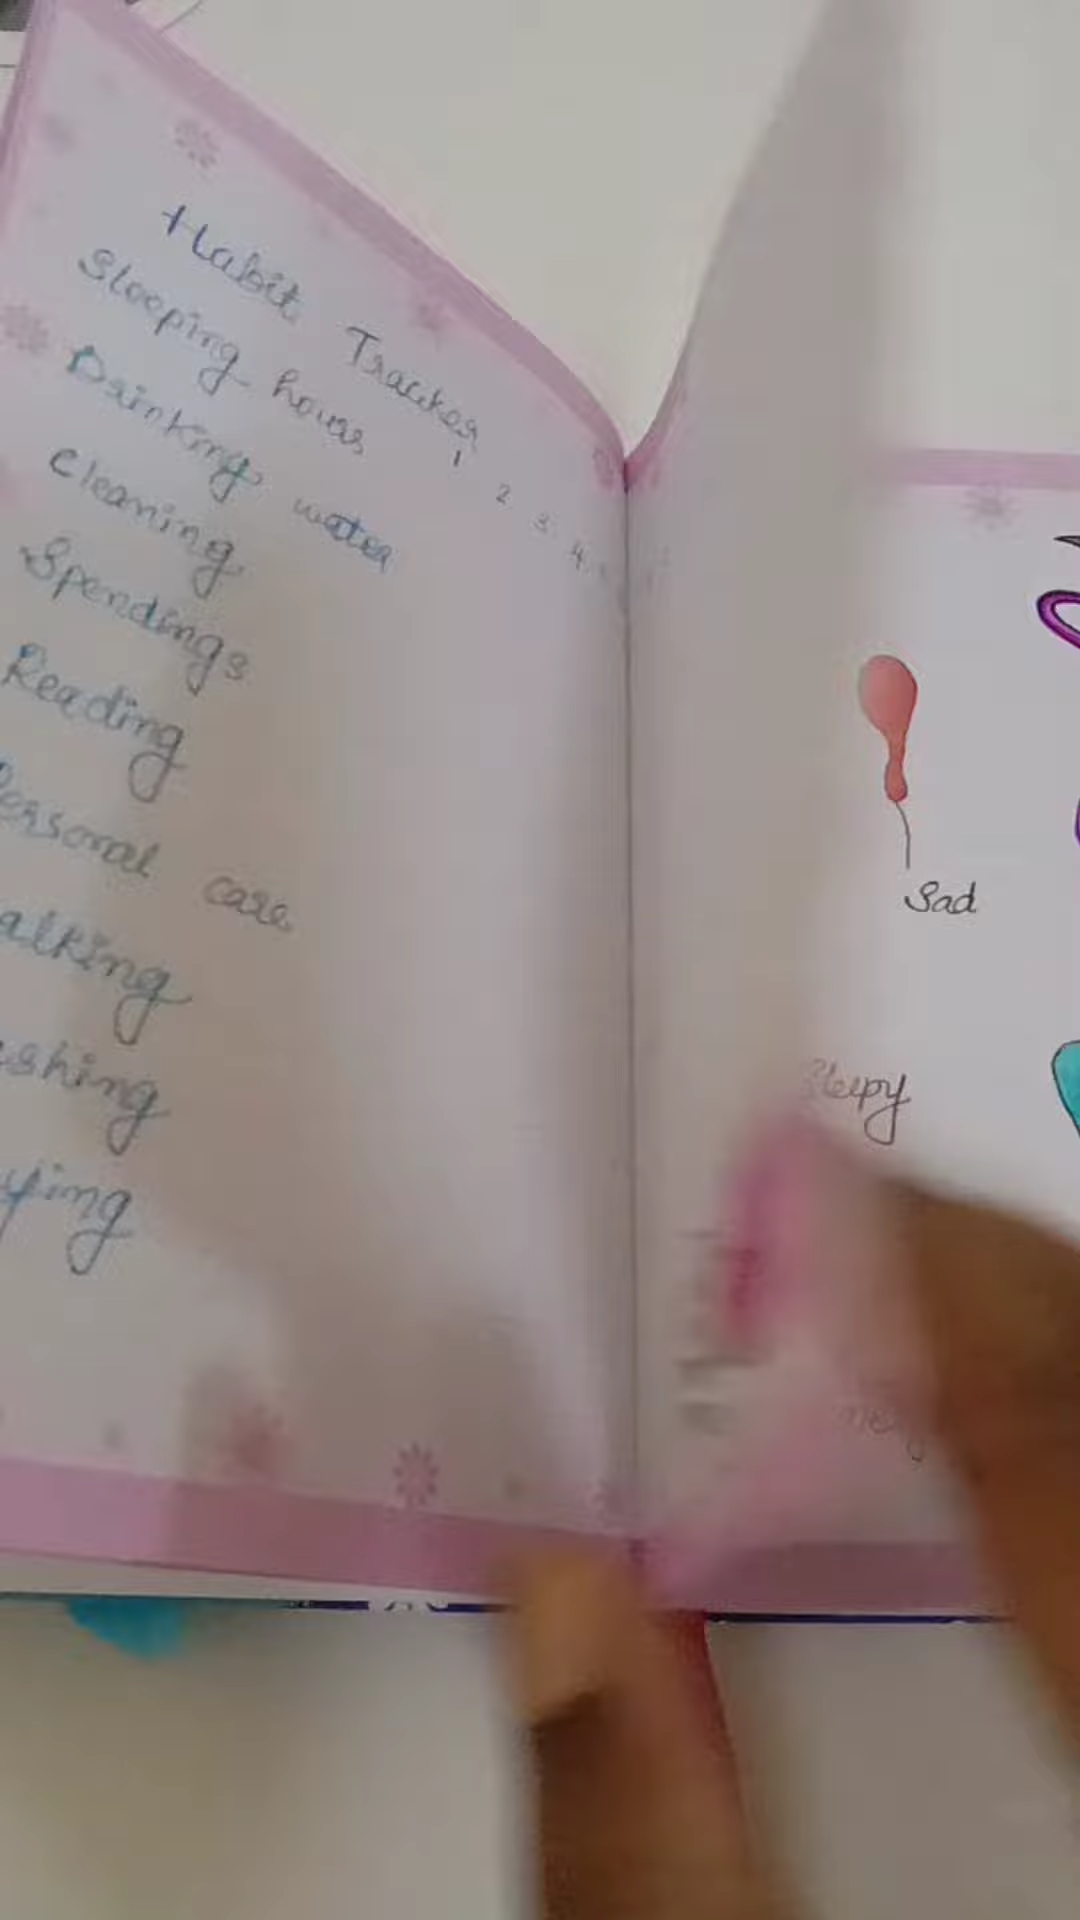 Habit Tracker
Sleeping hours
1 2 3 4
Drinking water
Cleaning
Spendings
Reading
Personal care
alking
shing
ying
Sad
Sleepy